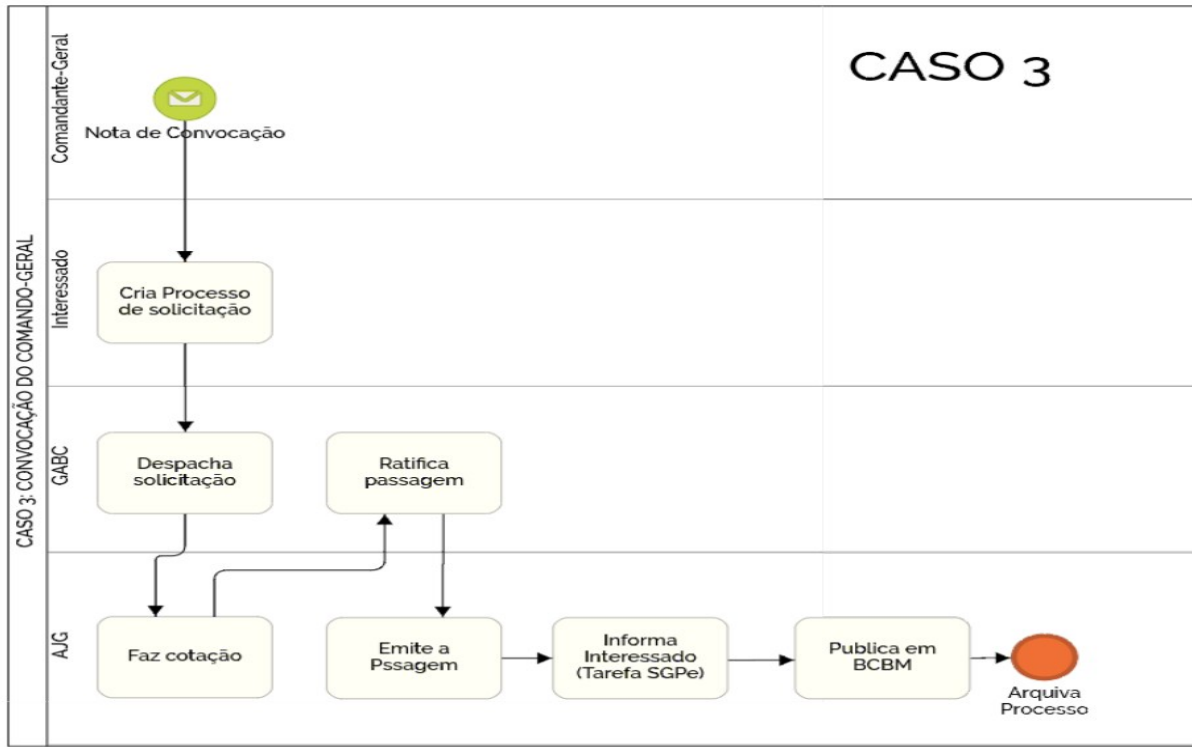 CASO 3: CONVOCAÇÃO DO COMANDO-GERAL
CASO 3
Comandante-Geral
Nota de Convocação
Interessado
Cria Processo
de solicitação
GABC
Despacha
solicitação
Ratifica
passagem
AJG
Faz cotação
Emite a
Pssagem
Informa
Interessado
(Tarefa SGPe)
Publica em
BCBM
Arquiva
Processo